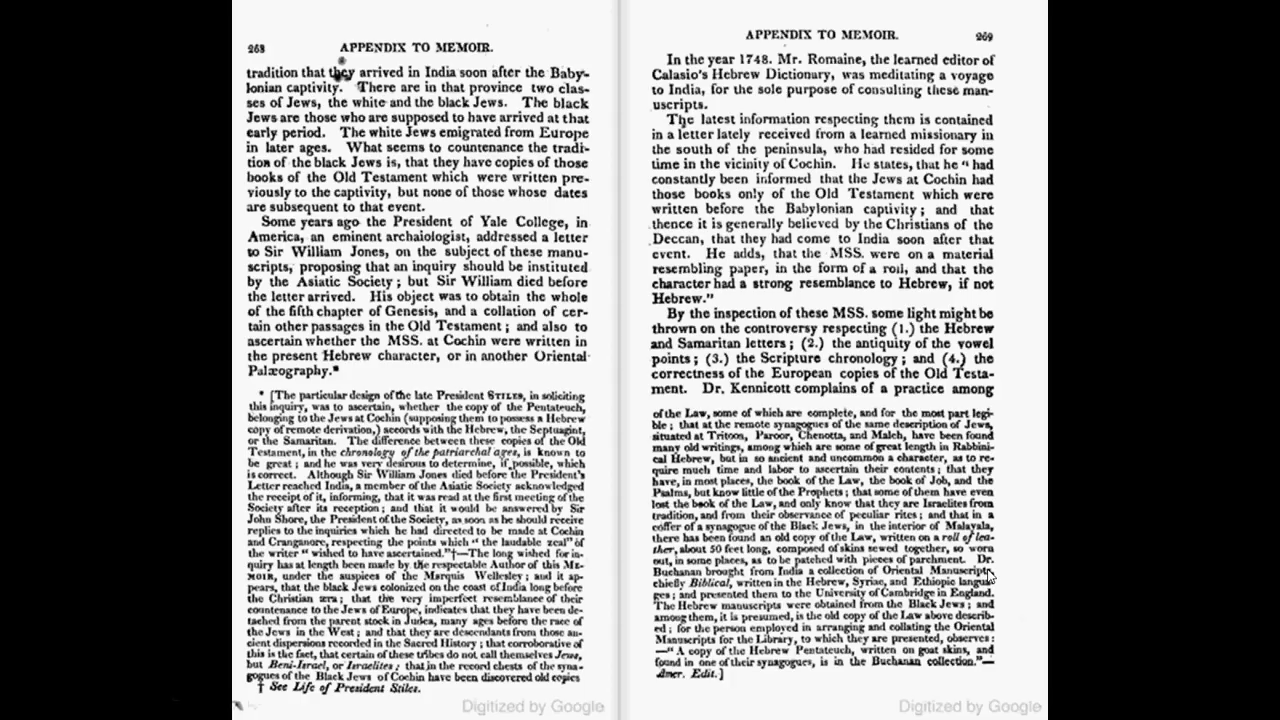 268
APPENDIX TO MEMOIR.
tradition that they arrived in India soon after the Baby-
lonian captivity. There are in that province two clas-
ses of Jews, the white and the black Jews. The black
Jews are those who are supposed to have arrived at that
early period. The white Jews emigrated from Europe
in later ages. What seems to countenance the tradi-
tion of the black Jews is, that they have copies of those
books of the Old Testament which were written pre-
viously to the captivity, but none of those whose dates
are subsequent to that event.
Some years ago the President of Yale College, in
America, an eminent archaiologist, addressed a letter
to Sir William Jones, on the subject of these manu-
scripts, proposing that an inquiry should be instituted
by the Asiatic Society; but Sir William died before
the letter arrived. His object was to obtain the whole
of the fifth chapter of Genesis, and a collation of cer-
tain other passages in the Old Testament; and also to
ascertain whether the MSS. at Cochin were written in
the present Hebrew character, or in another Oriental
Palæography.*
* [The particular design of the late President STILES, in soliciting
this inquiry, was to ascertain, whether the copy of the Pentateuch,
belonging to the Jews at Cochin (supposing them to possess a Hebrew
copy of remote derivation,) accords with the Hebrew, the Septuagint,
or the Samaritan. The difference between these copies of the Old
Testament, in the chronology of the patriarchal ages, is known to
be great; and he was very desirous to determine, if possible, which
is correct. Although Sir William Jones died before the President's
Letter reached India, a member of the Asiatic Society acknowledged
the receipt of it, informing, that it was read at the first meeting of the
Society after its reception; and that it would be answered by Sir
John Shore, the President of the Society, as soon as he should receive
replies to the inquiries which he had directed to be made at Cochin
and Cranganore, respecting the points which "the laudable zeal" of
the writer "wished to have ascertained."†—The long wished for in-
quiry has at length been made by the respectable Author of this ME-
MOIR, under the auspices of the Marquis Wellesley; and it ap-
pears, that the black Jews colonized on the coast of India long before
the Christian æra; that the very imperfect resemblance of their
countenance to the Jews of Europe, indicates that they have been de-
tached from the parent stock in Judea, many ages before the race of
the Jews in the West; and that they are descendants from those an-
cient dispersions recorded in the Sacred History; that corroborative of
this is the fact, that certain of these tribes do not call themselves Jews,
but Beni-Israel, or Israelites; that in the record chests of the syna-
gogues of the Black Jews of Cochin have been discovered old copies
† See Life of President Stiles.
Digitized by Google
APPENDIX TO MEMOIR.
269
In the year 1748. Mr. Romaine, the learned editor of
Calasio's Hebrew Dictionary, was meditating a voyage
to India, for the sole purpose of consulting these man-
uscripts.
The latest information respecting them is contained
in a letter lately received from a learned missionary in
the south of the peninsula, who had resided for some
time in the vicinity of Cochin. He states, that he "had
constantly been informed that the Jews at Cochin had
those books only of the Old Testament which were
written before the Babylonian captivity; and that
thence it is generally believed by the Christians of the
Deccan, that they had come to India soon after that
event. He adds, that the MSS. were on a material
resembling paper, in the form of a roll, and that the
character had a strong resemblance to Hebrew, if not
Hebrew."
By the inspection of these MSS. some light might be
thrown on the controversy respecting (1.) the Hebrew
and Samaritan letters; (2.) the antiquity of the vowel
points; (3.) the Scripture chronology; and (4.) the
correctness of the European copies of the Old Testa-
ment. Dr. Kennicott complains of a practice among
of the Law, some of which are complete, and for the most part legi-
ble; that at the remote synagogues of the same description of Jews,
situated at Tritoon, Paroor, Chenotta, and Maleh, have been found
many old writings, among which are some of great length in Rabbini-
cal Hebrew, but in so ancient and uncommon a character, as to re-
quire much time and labor to ascertain their contents; that they
have, in most places, the book of the Law, the book of Job, and the
Psalms, but know little of the Prophets; that some of them have even
lost the book of the Law, and only know that they are Israelites from
tradition, and from their observance of peculiar rites; and that in a
coffer of a synagogue of the Black Jews, in the interior of Malayala,
there has been found an old copy of the Law, written on a roll of lea-
ther, about 50 feet long, composed of skins sewed together, so worn
out, in some places, as to be patched with pieces of parchment. Dr.
Buchanan brought from India a collection of Oriental Manuscripts,
chiefly Biblical, written in the Hebrew, Syriac, and Ethiopic langua-
ges; and presented them to the University of Cambridge in England.
The Hebrew manuscripts were obtained from the Black Jews; and
among them, it is presumed, is the old copy of the Law above describ-
ed; for the person employed in arranging and collating the Oriental
Manuscripts for the Library, to which they are presented, observes:
—"A copy of the Hebrew Pentateuch, written on goat skins, and
found in one of their synagogues, is in the Buchanan collection."—
Amer. Edit.]
Digitized by Google